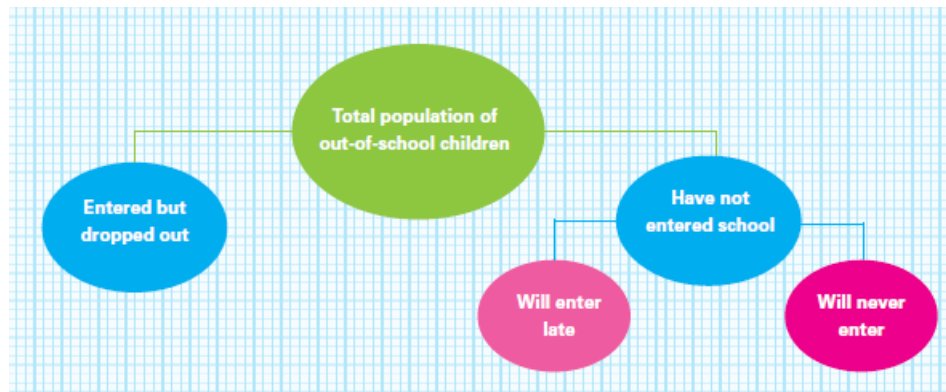 Total population of
out-of-school children
Entered but
dropped out
Have not
entered school
Will enter
late
Will never
enter